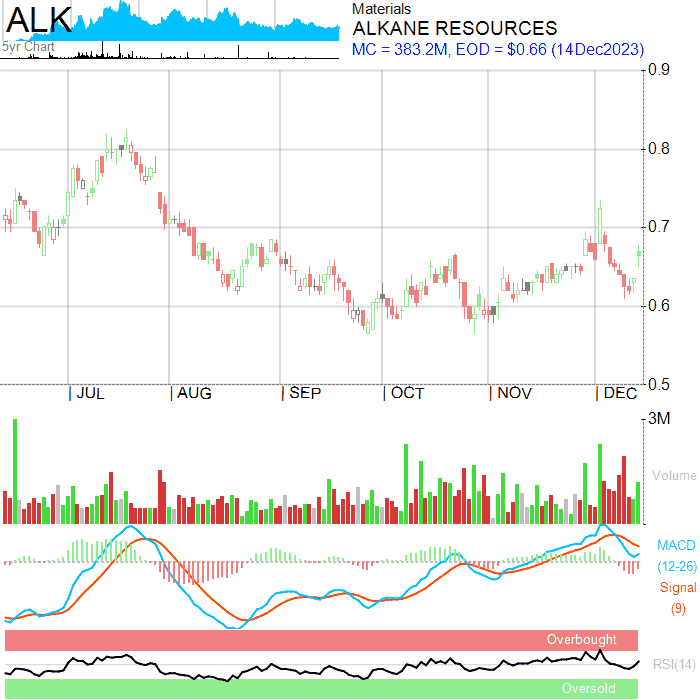 ALK
5yr Chart
Materials
ALKANE RESOURCES
MC = 383.2M, EOD = $0.66 (14Dec2023)
0.9
0.8
0.7
0.6
0.5
JUL AUG SEP OCT NOV DEC
3M
Volume
MACD
(12-26)
Signal
(9)
Overbought
RSI(14)
Oversold